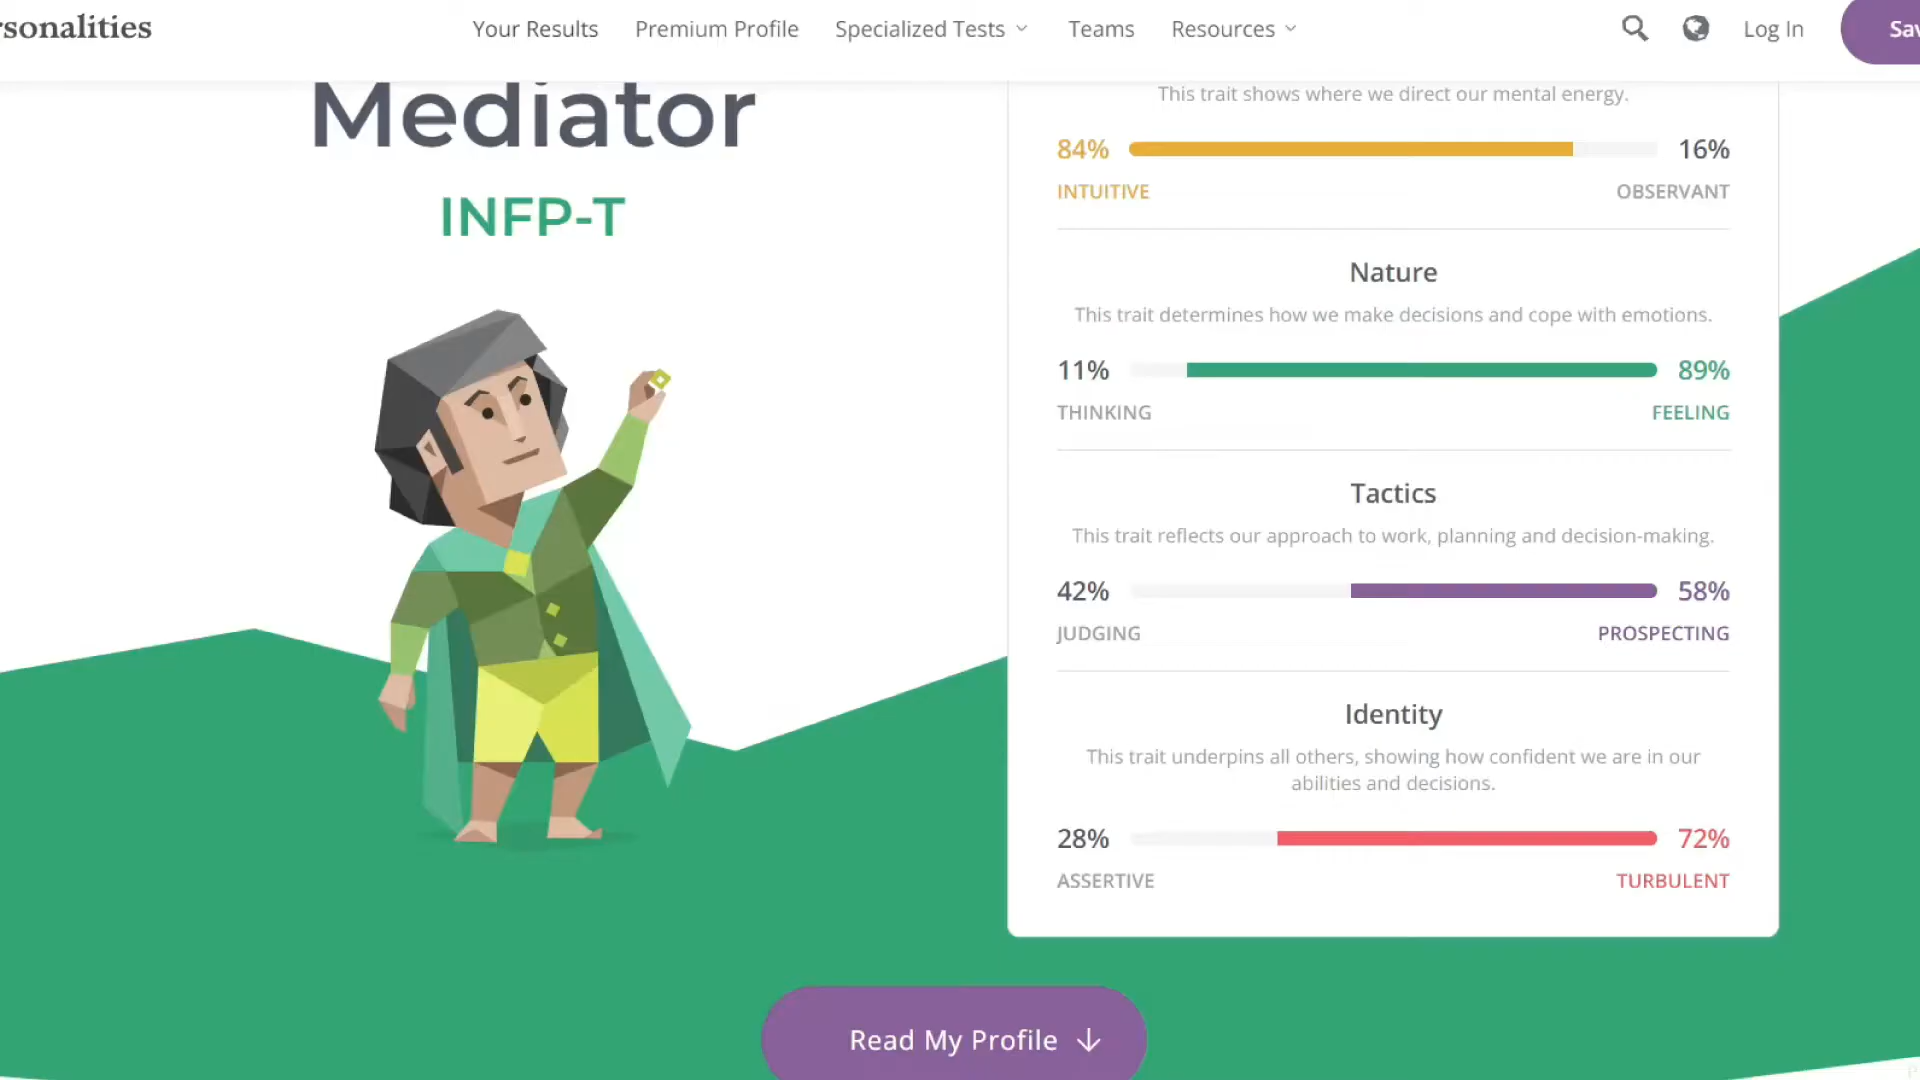 rsonalities
Your Results
Premium Profile
Specialized Tests
Teams
Resources
Log In
Sav
Mediator
INFP-T
This trait shows where we direct our mental energy.
84%
16%
INTUITIVE
OBSERVANT
Nature
This trait determines how we make decisions and cope with emotions.
11%
89%
THINKING
FEELING
Tactics
This trait reflects our approach to work, planning and decision-making.
42%
58%
JUDGING
PROSPECTING
Identity
This trait underpins all others, showing how confident we are in our
abilities and decisions.
28%
72%
ASSERTIVE
TURBULENT
Read My Profile